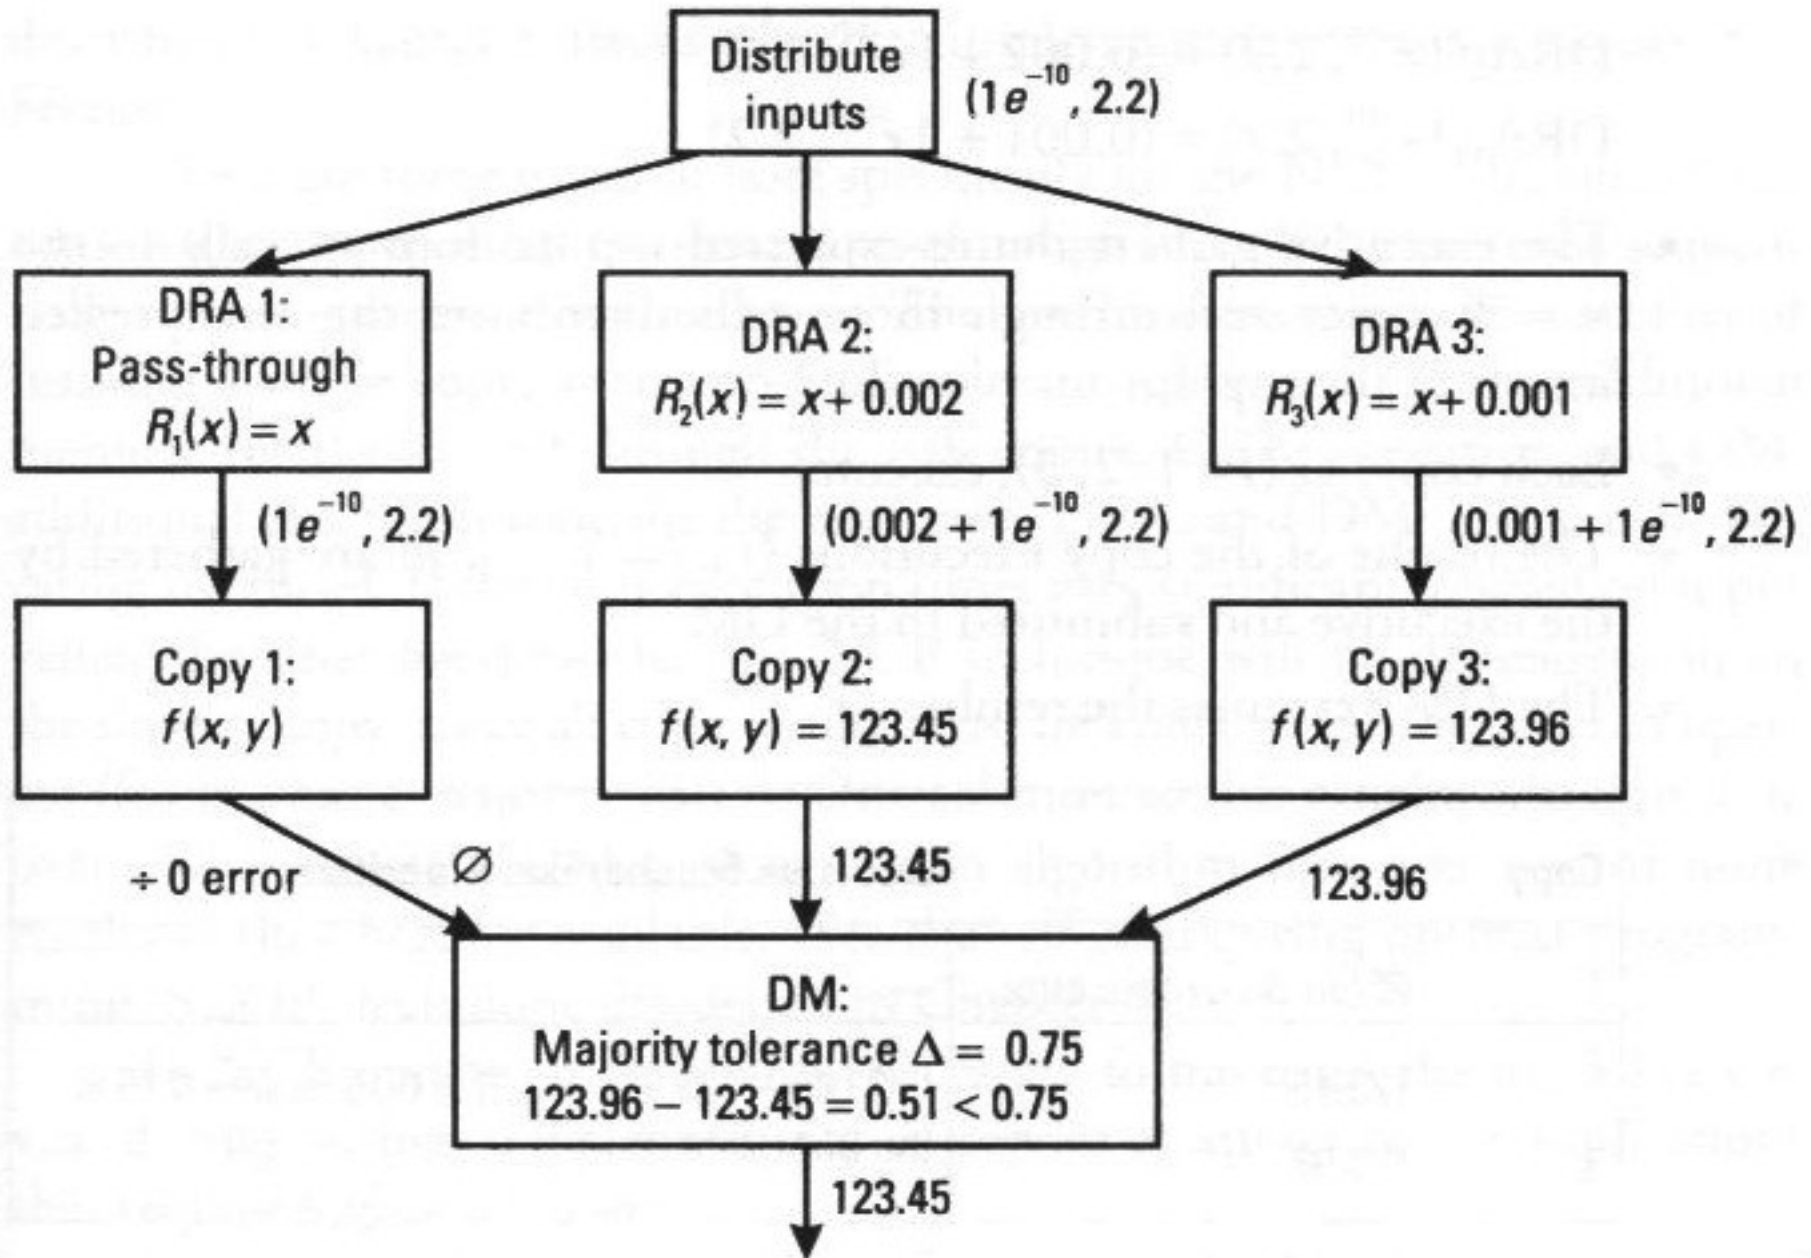 Distribute
inputs
(1e⁻¹⁰, 2.2)
DRA 1:
Pass-through
R₁(x) = x
DRA 2:
R₂(x) = x + 0.002
DRA 3:
R₃(x) = x + 0.001
(1e⁻¹⁰, 2.2)
(0.002 + 1e⁻¹⁰, 2.2)
(0.001 + 1e⁻¹⁰, 2.2)
Copy 1:
f(x, y)
Copy 2:
f(x, y) = 123.45
Copy 3:
f(x, y) = 123.96
÷ 0 error
∅
123.45
123.96
DM:
Majority tolerance Δ = 0.75
123.96 – 123.45 = 0.51 < 0.75
123.45